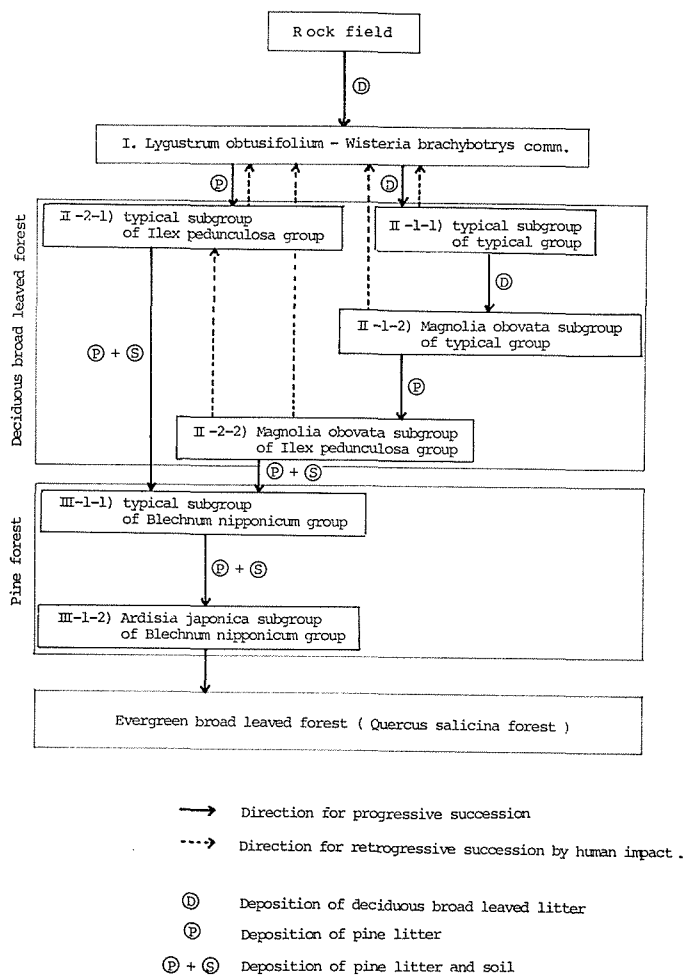 Rock field
Ⓓ
I. Lygustrum obtusifolium - Wisteria brachybotrys comm.
Ⓟ
Ⓓ
Deciduous broad leaved forest
II-2-1) typical subgroup
of Ilex pedunculosa group
II-1-1) typical subgroup
of typical group
Ⓓ
II-1-2) Magnolia obovata subgroup
of typical group
Ⓟ + Ⓢ
Ⓟ
II-2-2) Magnolia obovata subgroup
of Ilex pedunculosa group
Ⓟ + Ⓢ
Pine forest
III-1-1) typical subgroup
of Blechnum nipponicum group
Ⓟ + Ⓢ
III-1-2) Ardisia japonica subgroup
of Blechnum nipponicum group
Evergreen broad leaved forest ( Quercus salicina forest )
Direction for progressive succession
Direction for retrogressive succession by human impact.
Ⓓ Deposition of deciduous broad leaved litter
Ⓟ Deposition of pine litter
Ⓟ + Ⓢ Deposition of pine litter and soil